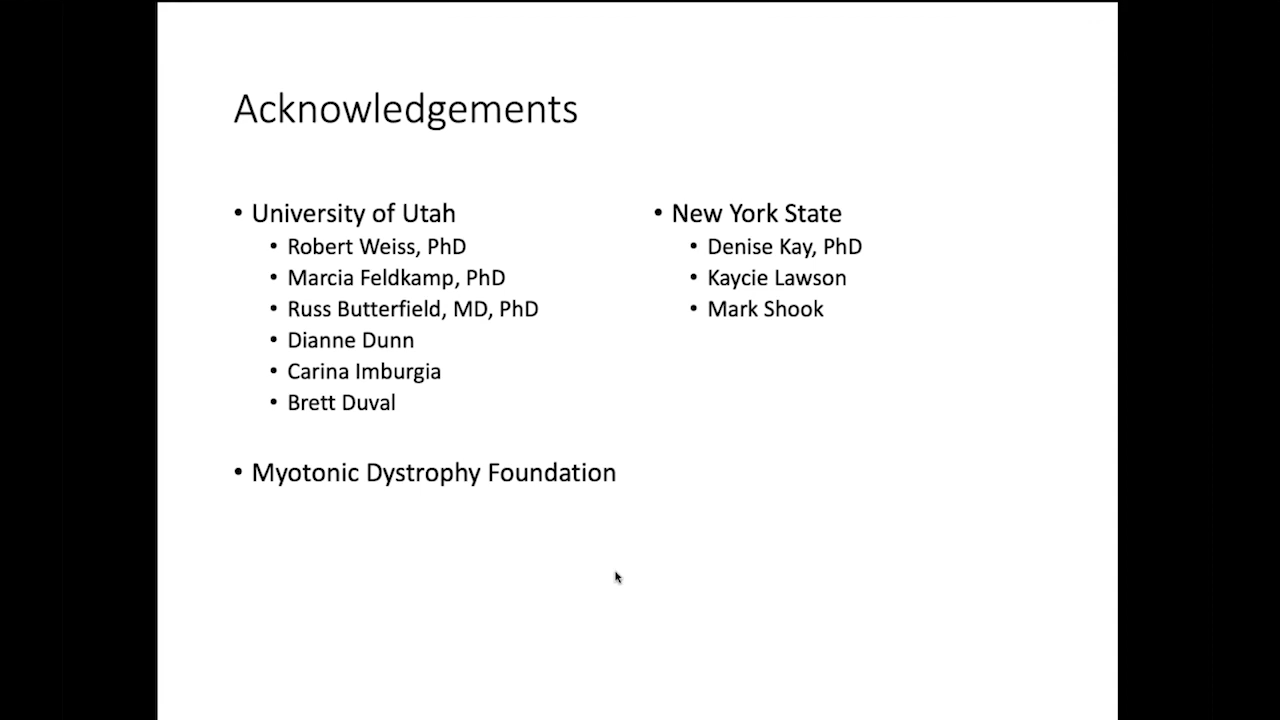 Acknowledgements
• University of Utah
• Robert Weiss, PhD
• Marcia Feldkamp, PhD
• Russ Butterfield, MD, PhD
• Dianne Dunn
• Carina Imburgia
• Brett Duval
• Myotonic Dystrophy Foundation
• New York State
• Denise Kay, PhD
• Kaycie Lawson
• Mark Shook